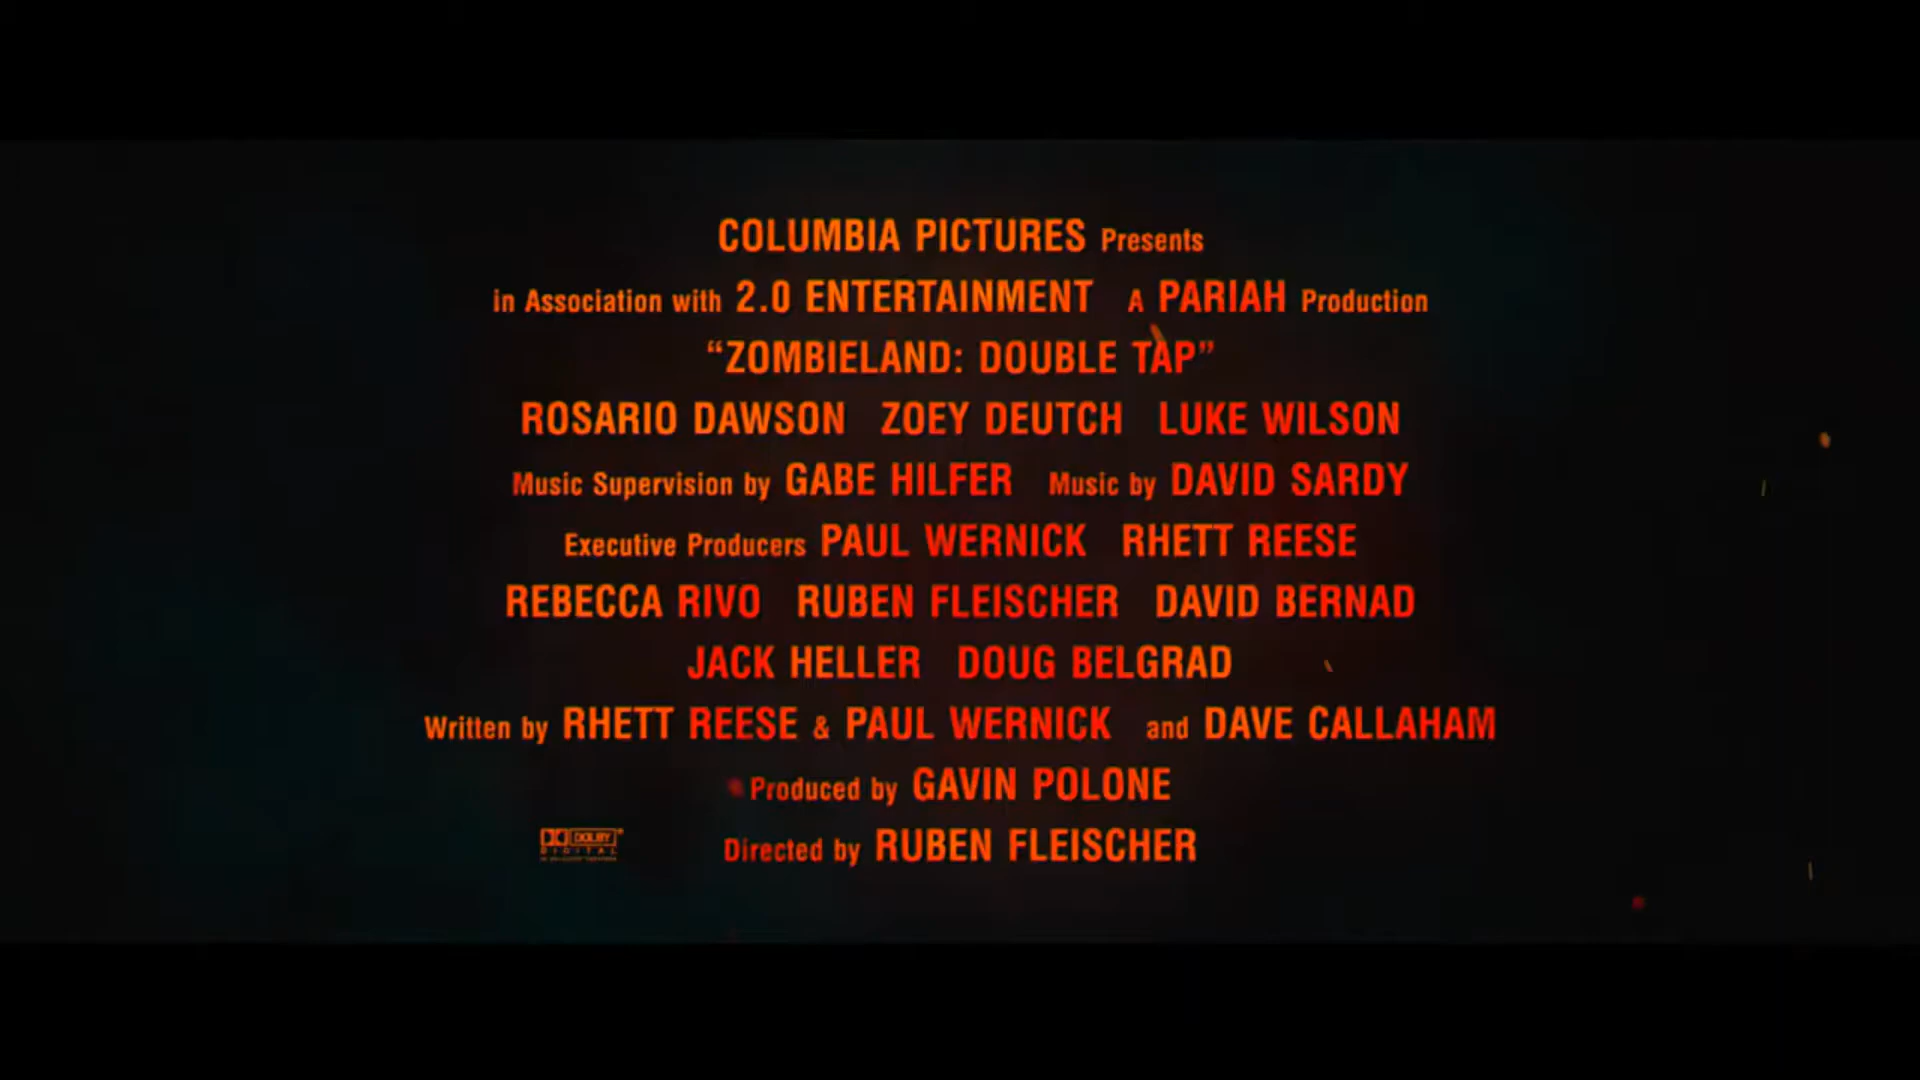 COLUMBIA PICTURES Presents
in Association with 2.0 ENTERTAINMENT A PARIAH Production
“ZOMBIELAND: DOUBLE TAP”
ROSARIO DAWSON ZOEY DEUTCH LUKE WILSON
Music Supervision by GABE HILFER Music by DAVID SARDY
Executive Producers PAUL WERNICK RHETT REESE
REBECCA RIVO RUBEN FLEISCHER DAVID BERNAD
JACK HELLER DOUG BELGRAD
Written by RHETT REESE & PAUL WERNICK and DAVE CALLAHAM
Produced by GAVIN POLONE
Directed by RUBEN FLEISCHER
DOLBY
DIGITAL